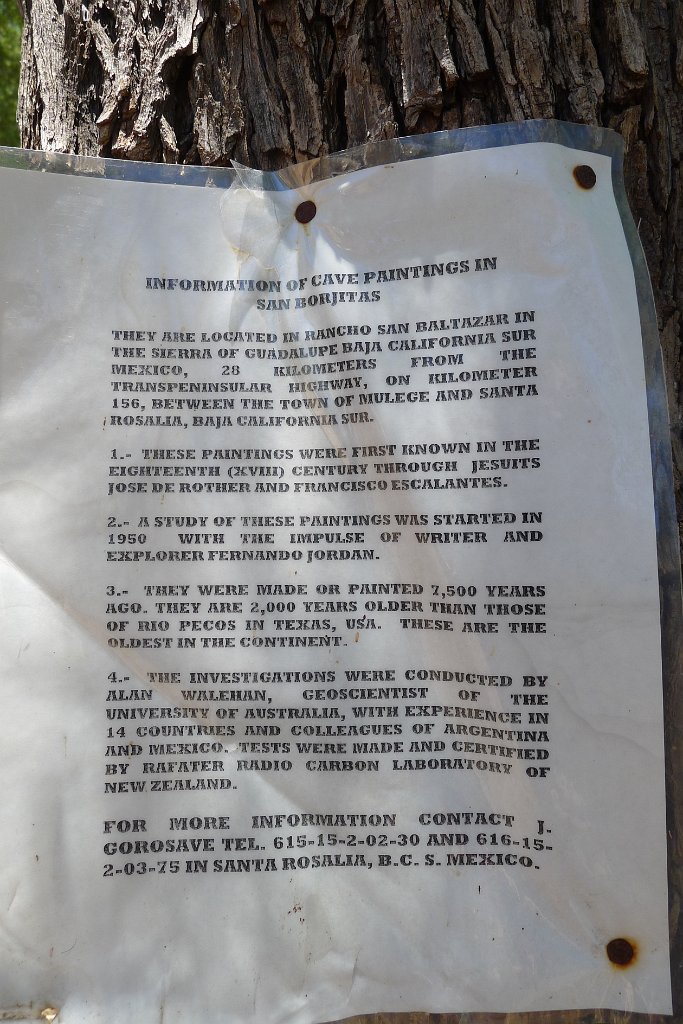 INFORMATION OF CAVE PAINTINGS IN
SAN BORJITAS
THEY ARE LOCATED IN RANCHO SAN BALTAZAR IN
THE SIERRA OF GUADALUPE BAJA CALIFORNIA SUR
MEXICO, 28 KILOMETERS FROM THE
TRANSPENINSULAR HIGHWAY, ON KILOMETER
156, BETWEEN THE TOWN OF MULEGE AND SANTA
ROSALIA, BAJA CALIFORNIA SUR.
1.- THESE PAINTINGS WERE FIRST KNOWN IN THE
EIGHTEENTH (XVIII) CENTURY THROUGH JESUITS
JOSE DE ROTHER AND FRANCISCO ESCALANTES.
2.- A STUDY OF THESE PAINTINGS WAS STARTED IN
1950 WITH THE IMPULSE OF WRITER AND
EXPLORER FERNANDO JORDAN.
3.- THEY WERE MADE OR PAINTED 7,500 YEARS
AGO. THEY ARE 2,000 YEARS OLDER THAN THOSE
OF RIO PECOS IN TEXAS, USA. THESE ARE THE
OLDEST IN THE CONTINENT.
4.- THE INVESTIGATIONS WERE CONDUCTED BY
ALAN WALEHAN, GEOSCIENTIST OF THE
UNIVERSITY OF AUSTRALIA, WITH EXPERIENCE IN
14 COUNTRIES AND COLLEAGUES OF ARGENTINA
AND MEXICO. TESTS WERE MADE AND CERTIFIED
BY RAFATER RADIO CARBON LABORATORY OF
NEW ZEALAND.
FOR MORE INFORMATION CONTACT J.
GOROSAVE TEL. 615-15-2-02-30 AND 616-15-
2-03-75 IN SANTA ROSALIA, B.C. S. MEXICO.